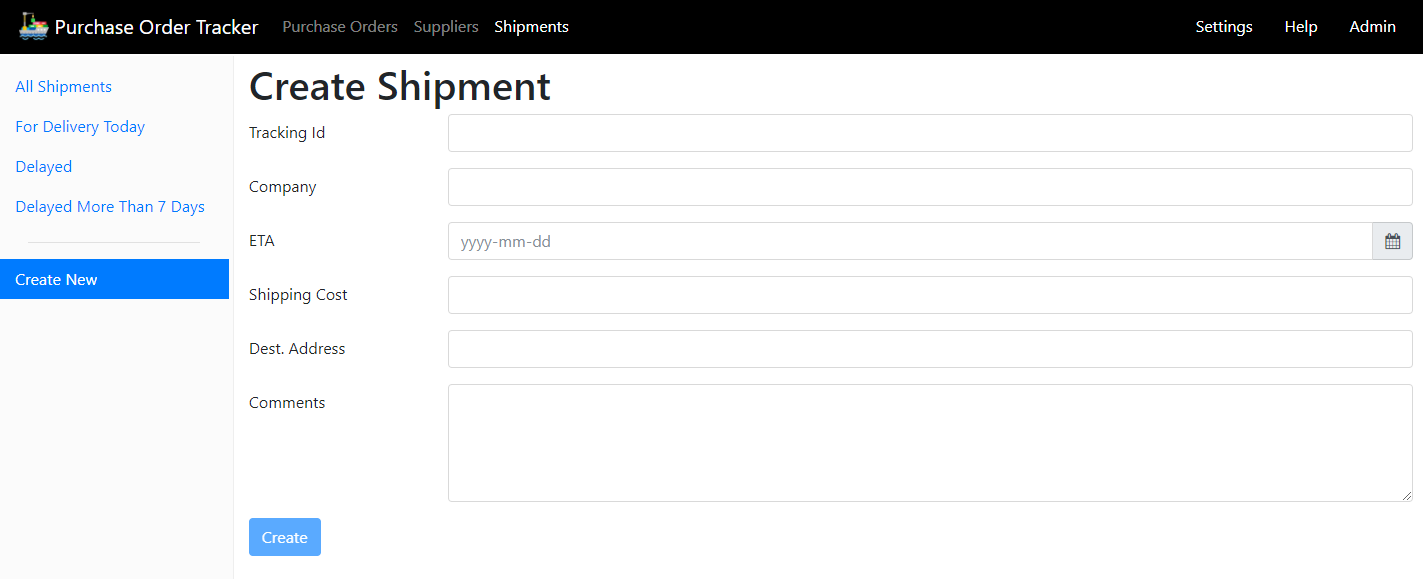 Purchase Order Tracker Purchase Orders Suppliers Shipments Settings Help Admin
All Shipments
For Delivery Today
Delayed
Delayed More Than 7 Days
Create New
Create Shipment
Tracking Id
Company
ETA yyyy-mm-dd
Shipping Cost
Dest. Address
Comments
Create